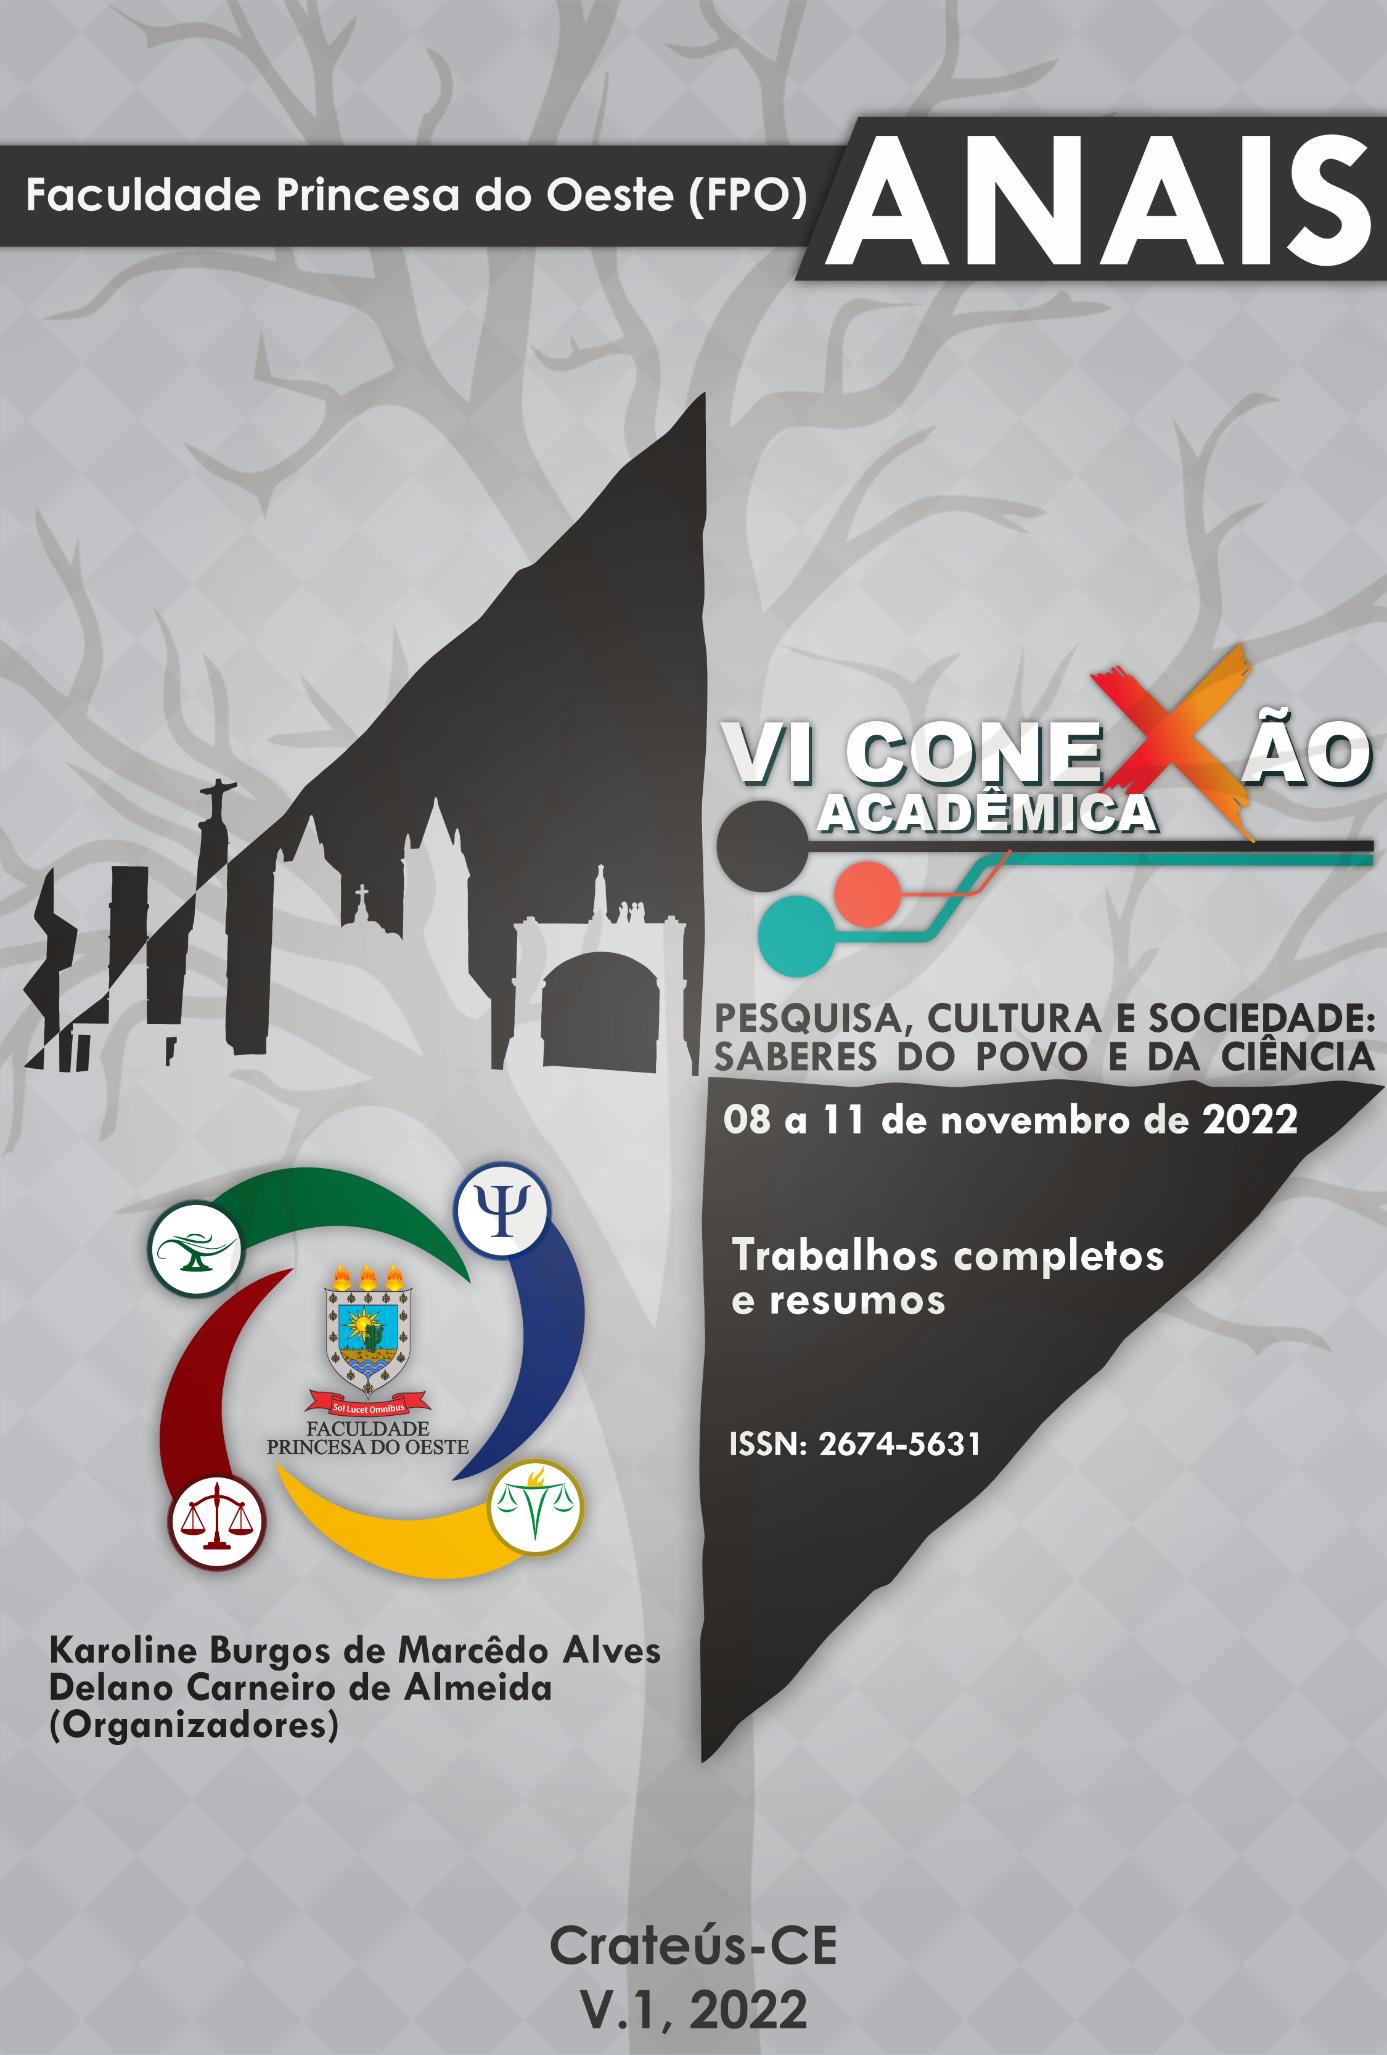 Faculdade Princesa do Oeste (FPO)
ANAIS
VI CONEXÃO
ACADÊMICA
PESQUISA, CULTURA E SOCIEDADE:
SABERES DO POVO E DA CIÊNCIA
08 a 11 de novembro de 2022
Trabalhos completos
e resumos
ISSN: 2674-5631
Ψ
Sol Lucet Omnibus
FACULDADE
PRINCESA DO OESTE
Karoline Burgos de Marcêdo Alves
Delano Carneiro de Almeida
(Organizadores)
Crateús-CE
V.1, 2022